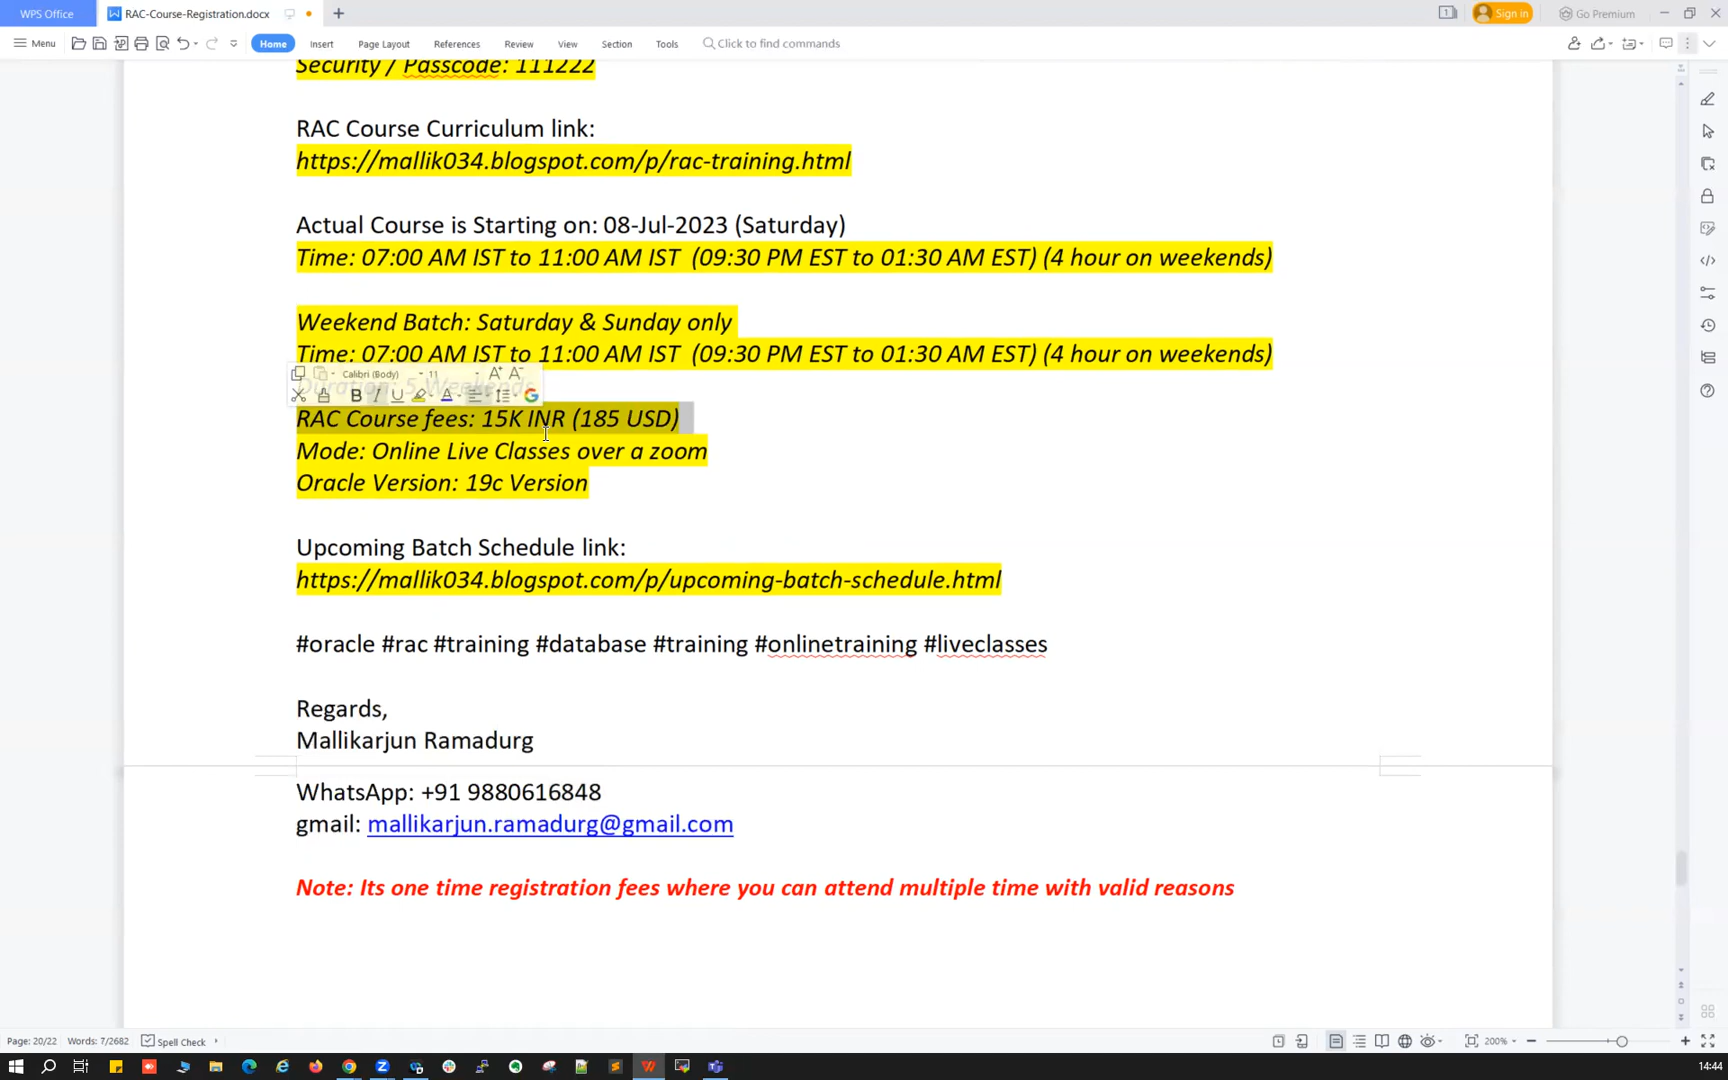 WPS Office
RAC-Course-Registration.docx
Sign in
Go Premium
Menu
Home
Insert
Page Layout
References
Review
View
Section
Tools
Click to find commands
Security / Passcode: 111222
RAC Course Curriculum link:
https://mallik034.blogspot.com/p/rac-training.html
Actual Course is Starting on: 08-Jul-2023 (Saturday)
Time: 07:00 AM IST to 11:00 AM IST (09:30 PM EST to 01:30 AM EST) (4 hour on weekends)
Weekend Batch: Saturday & Sunday only
Time: 07:00 AM IST to 11:00 AM IST (09:30 PM EST to 01:30 AM EST) (4 hour on weekends)
Calibri (Body) 11
Duration: 5 Weekends
RAC Course fees: 15K INR (185 USD)
Mode: Online Live Classes over a zoom
Oracle Version: 19c Version
Upcoming Batch Schedule link:
https://mallik034.blogspot.com/p/upcoming-batch-schedule.html
#oracle #rac #training #database #training #onlinetraining #liveclasses
Regards,
Mallikarjun Ramadurg
WhatsApp: +91 9880616848
gmail: mallikarjun.ramadurg@gmail.com
Note: Its one time registration fees where you can attend multiple time with valid reasons
Page: 20/22 Words: 7/2682 Spell Check
200%
14:44